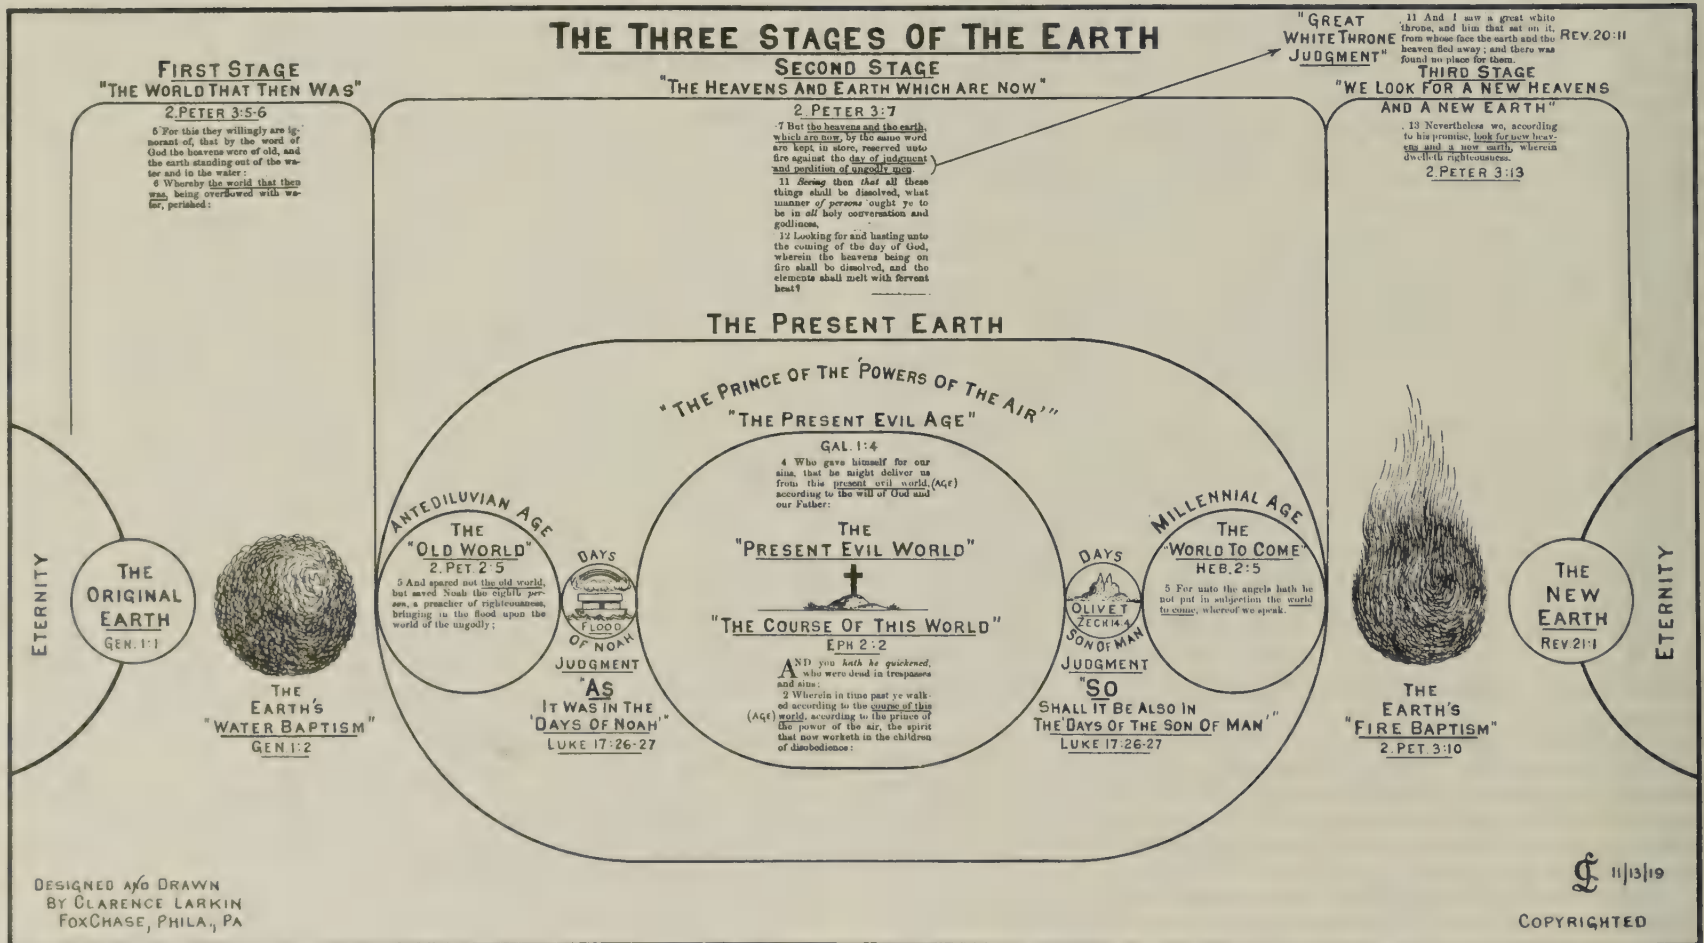 THE THREE STAGES OF THE EARTH
FIRST STAGE
"THE WORLD THAT THEN WAS"
2.PETER 3:5-6
5 For this they willingly are ig-
norant of, that by the word of
God the heavens were of old, and
the earth standing out of the wa-
ter and in the water:
6 Whereby the world that then
was, being overflowed with wa-
ter, perished:
SECOND STAGE
"THE HEAVENS AND EARTH WHICH ARE NOW"
2.PETER 3:7
7 But the heavens and the earth,
which are now, by the same word
are kept in store, reserved unto
fire against the day of judgment
and perdition of ungodly men.
11 Seeing then that all these
things shall be dissolved, what
manner of persons ought ye to
be in all holy conversation and
godliness,
12 Looking for and hasting unto
the coming of the day of God,
wherein the heavens being on
fire shall be dissolved, and the
elements shall melt with fervent
heat?
"GREAT
WHITE THRONE
JUDGMENT"
11 And I saw a great white
throne, and him that sat on it,
from whose face the earth and the
heaven fled away; and there was
found no place for them.
REV.20:11
THIRD STAGE
"WE LOOK FOR A NEW HEAVENS
AND A NEW EARTH"
13 Nevertheless we, according
to his promise, look for new heav-
ens and a new earth, wherein
dwelleth righteousness.
2.PETER 3:13
THE PRESENT EARTH
"THE PRINCE OF THE 'POWERS OF THE AIR'"
"THE PRESENT EVIL AGE"
GAL. 1:4
4 Who gave himself for our
sins, that he might deliver us
from this present evil world, (AGE)
according to the will of God and
our Father:
ETERNITY
THE
ORIGINAL
EARTH
GEN. 1:1
THE
EARTH'S
"WATER BAPTISM"
GEN 1:2
ANTEDILUVIAN AGE
THE
"OLD WORLD"
2. PET. 2:5
5 And spared not the old world,
but saved Noah the eighth per-
son, a preacher of righteousness,
bringing in the flood upon the
world of the ungodly;
DAYS
FLOOD
OF NOAH
JUDGMENT
"AS
IT WAS IN THE
'DAYS OF NOAH'"
LUKE 17:26-27
THE
"PRESENT EVIL WORLD"
"THE COURSE OF THIS WORLD"
EPH 2:2
AND you hath he quickened,
who were dead in trespasses
and sins;
2 Wherein in time past ye walk-
ed according to the course of this
(AGE) world, according to the prince of
the power of the air, the spirit
that now worketh in the children
of disobedience:
DAYS
OLIVET
ZECH 14:4
SON OF MAN
JUDGMENT
"SO
SHALL IT BE ALSO IN
THE 'DAYS OF THE SON OF MAN'"
LUKE 17:26-27
MILLENNIAL AGE
THE
"WORLD TO COME"
HEB. 2:5
5 For unto the angels hath he
not put in subjection the world
to come, whereof we speak.
THE
EARTH'S
"FIRE BAPTISM"
2. PET. 3:10
THE
NEW
EARTH
REV. 21:1
ETERNITY
DESIGNED AND DRAWN
BY CLARENCE LARKIN
FOXCHASE, PHILA., PA
CL 11/13/19
COPYRIGHTED